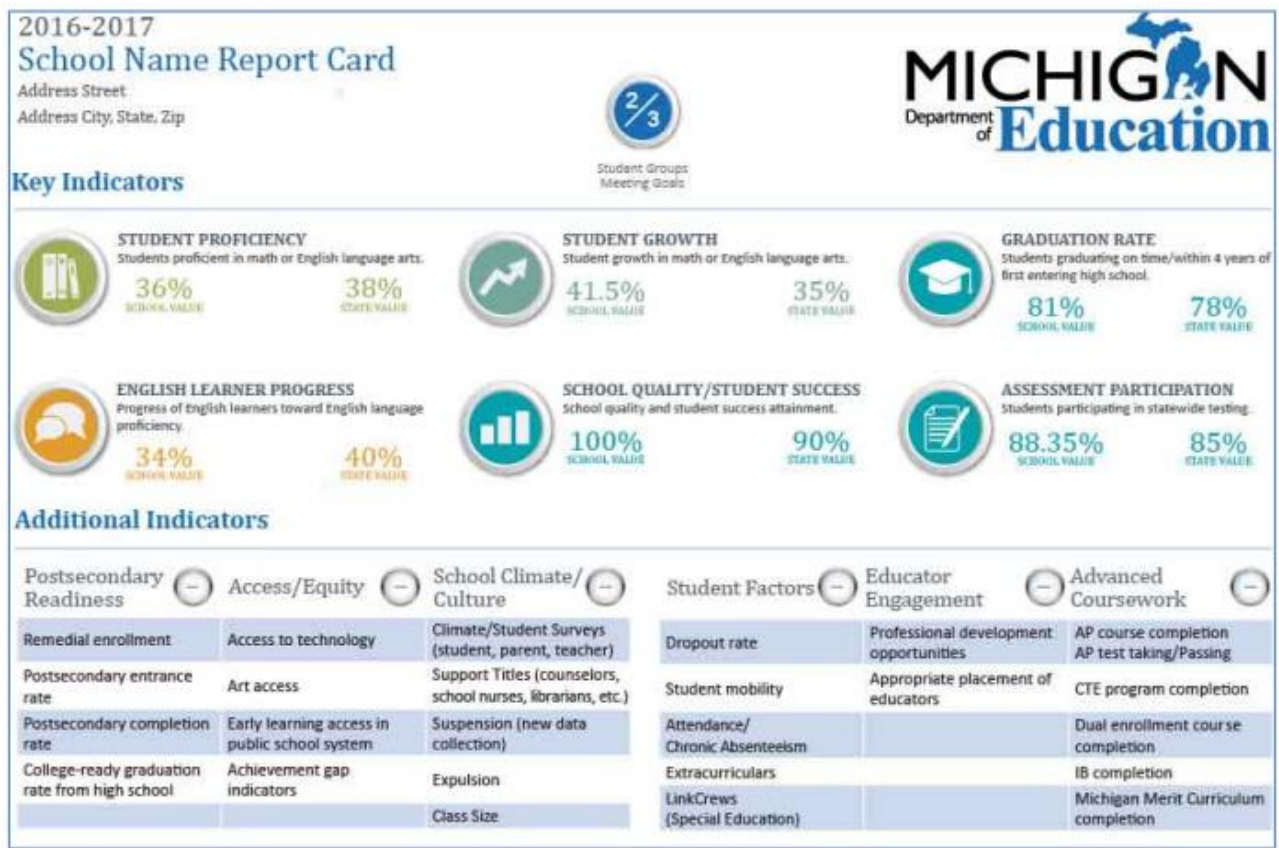 2016-2017
School Name Report Card
Address Street
Address City, State, Zip
2/3
Student Groups
Meeting Goals
MICHIGAN
Department
of Education
Key Indicators
STUDENT PROFICIENCY
Students proficient in math or English language arts.
36%
SCHOOL VALUE
38%
STATE VALUE
STUDENT GROWTH
Student growth in math or English language arts.
41.5%
SCHOOL VALUE
35%
STATE VALUE
GRADUATION RATE
Students graduating on time/within 4 years of
first entering high school.
81%
SCHOOL VALUE
78%
STATE VALUE
ENGLISH LEARNER PROGRESS
Progress of English learners toward English language
proficiency.
34%
SCHOOL VALUE
40%
STATE VALUE
SCHOOL QUALITY/STUDENT SUCCESS
School quality and student success attainment.
100%
SCHOOL VALUE
90%
STATE VALUE
ASSESSMENT PARTICIPATION
Students participating in statewide testing.
88.35%
SCHOOL VALUE
85%
STATE VALUE
Additional Indicators
Postsecondary
Readiness
Remedial enrollment
Postsecondary entrance
rate
Postsecondary completion
rate
College-ready graduation
rate from high school
Access/Equity
Access to technology
Art access
Early learning access in
public school system
Achievement gap
indicators
School Climate/
Culture
Climate/Student Surveys
(student, parent, teacher)
Support Titles (counselors,
school nurses, librarians, etc.)
Suspension (new data
collection)
Expulsion
Class Size
Student Factors
Dropout rate
Student mobility
Attendance/
Chronic Absenteeism
Extracurriculars
LinkCrews
(Special Education)
Educator
Engagement
Professional development
opportunities
Appropriate placement of
educators
Advanced
Coursework
AP course completion
AP test taking/Passing
CTE program completion
Dual enrollment course
completion
IB completion
Michigan Merit Curriculum
completion